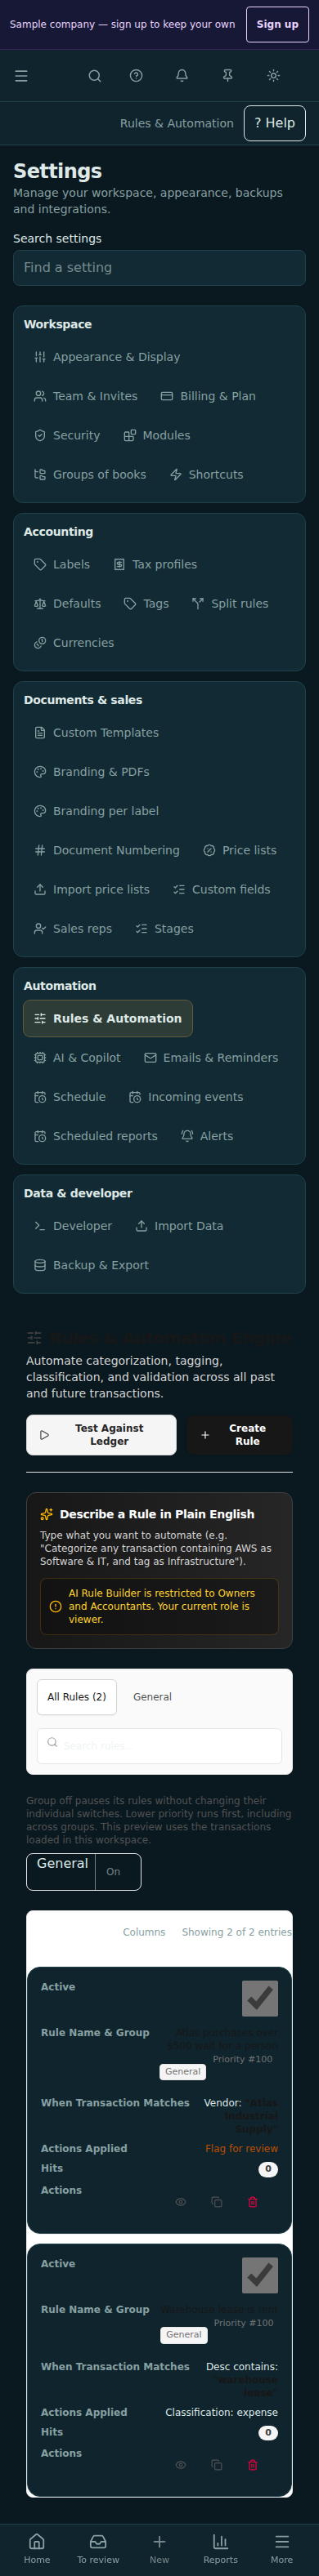 Sample company — sign up to keep your own
Sign up
Rules & Automation
? Help
Settings
Manage your workspace, appearance, backups
and integrations.
Search settings
Find a setting
Workspace
Appearance & Display
Team & Invites Billing & Plan
Security Modules
Groups of books Shortcuts
Accounting
Labels Tax profiles
Defaults Tags Split rules
Currencies
Documents & sales
Custom Templates
Branding & PDFs
Branding per label
Document Numbering Price lists
Import price lists Custom fields
Sales reps Stages
Automation
Rules & Automation
AI & Copilot Emails & Reminders
Schedule Incoming events
Scheduled reports Alerts
Data & developer
Developer Import Data
Backup & Export
Automate categorization, tagging,
classification, and validation across all past
and future transactions.
Test Against
Ledger
Create
Rule
Describe a Rule in Plain English
Type what you want to automate (e.g.
"Categorize any transaction containing AWS as
Software & IT, and tag as Infrastructure").
AI Rule Builder is restricted to Owners
and Accountants. Your current role is
viewer.
All Rules (2) General
Search rules...
Group off pauses its rules without changing their
individual switches. Lower priority runs first, including
across groups. This preview uses the transactions
loaded in this workspace.
General On
Columns Showing 2 of 2 entries
Active
Rule Name & Group
Priority #100
General
When Transaction Matches Vendor: "Atlas
Industrial
Supply"
Actions Applied Flag for review
Hits 0
Actions
Active
Rule Name & Group
Priority #100
General
When Transaction Matches Desc contains:
Actions Applied Classification: expense
Hits 0
Actions
Home To review New Reports More